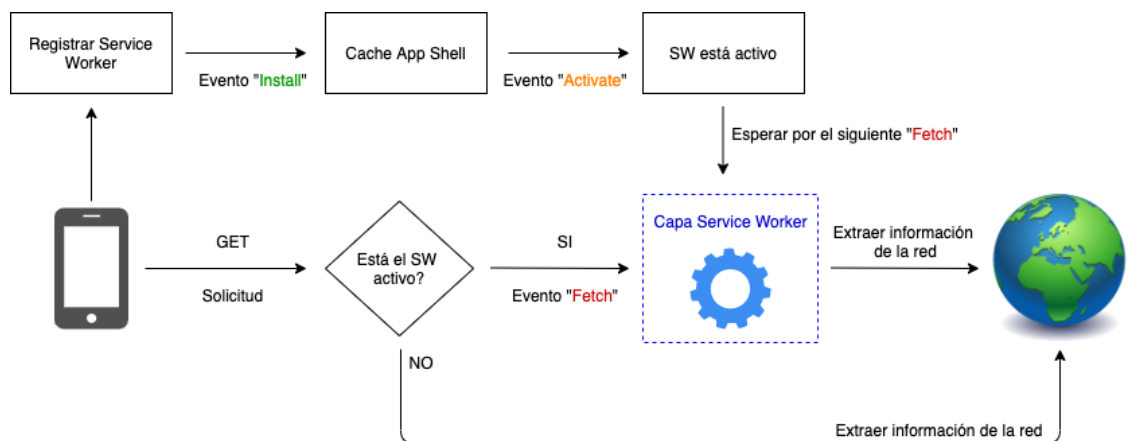 Registrar Service
Worker
Evento "Install"
Cache App Shell
Evento "Activate"
SW está activo
Esperar por el siguiente "Fetch"
GET
Solicitud
Está el SW
activo?
SI
Evento "Fetch"
Capa Service Worker
Extraer información
de la red
NO
Extraer información de la red